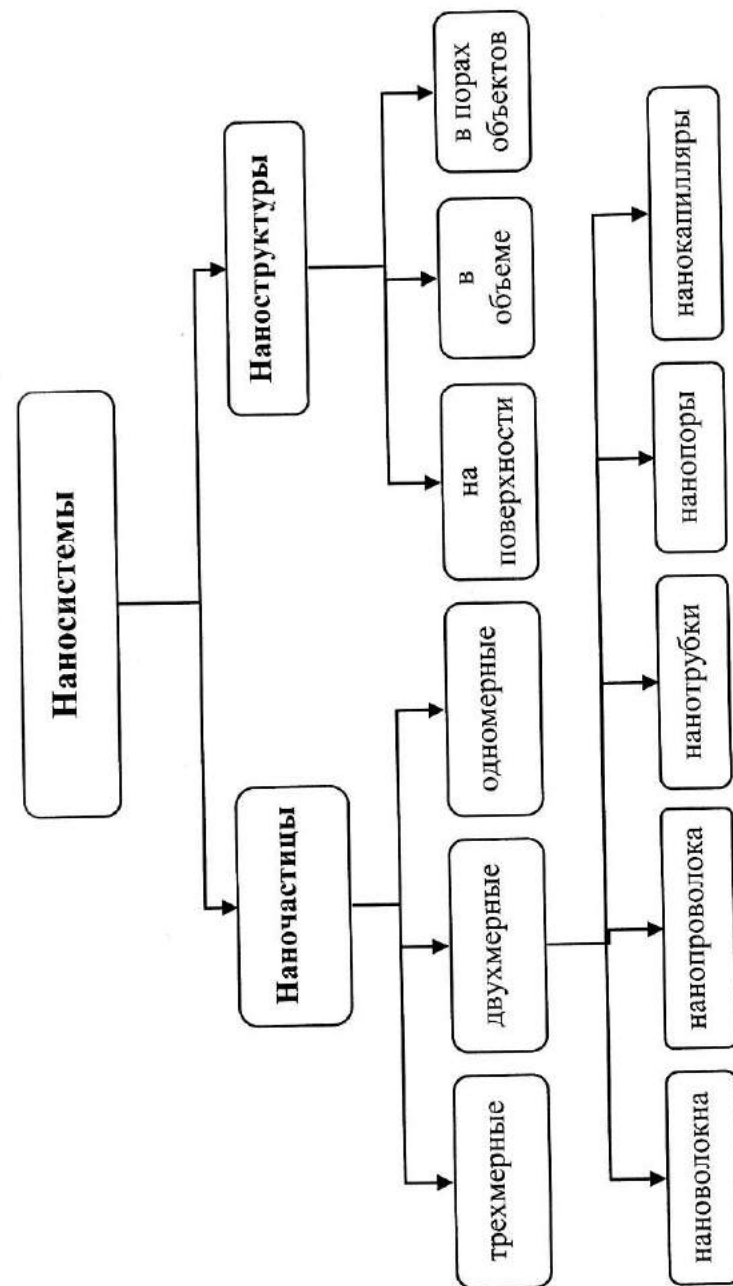 Наносистемы
Наночастицы
Наноструктуры
трехмерные
двухмерные
одномерные
на
поверхности
в
объеме
в порах
объектов
нановолокна
нанопроволока
нанотрубки
нанопоры
нанокапилляры